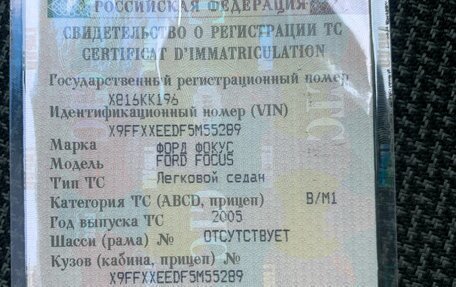 РОССИЙСКАЯ ФЕДЕРАЦИЯ
СВИДЕТЕЛЬСТВО О РЕГИСТРАЦИИ ТС
CERTIFICAT D'IMMATRICULATION
Государственный регистрационный номер
Х816КК196
Идентификационный номер (VIN)
X9FFXXEEDF5M55289
Марка ФОРД ФОКУС
Модель FORD FOCUS
Тип ТС Легковой седан
Категория ТС (ABCD, прицеп) B/M1
Год выпуска ТС 2005
Шасси (рама) № ОТСУТСТВУЕТ
Кузов (кабина, прицеп) №
X9FFXXEEDF5M55289